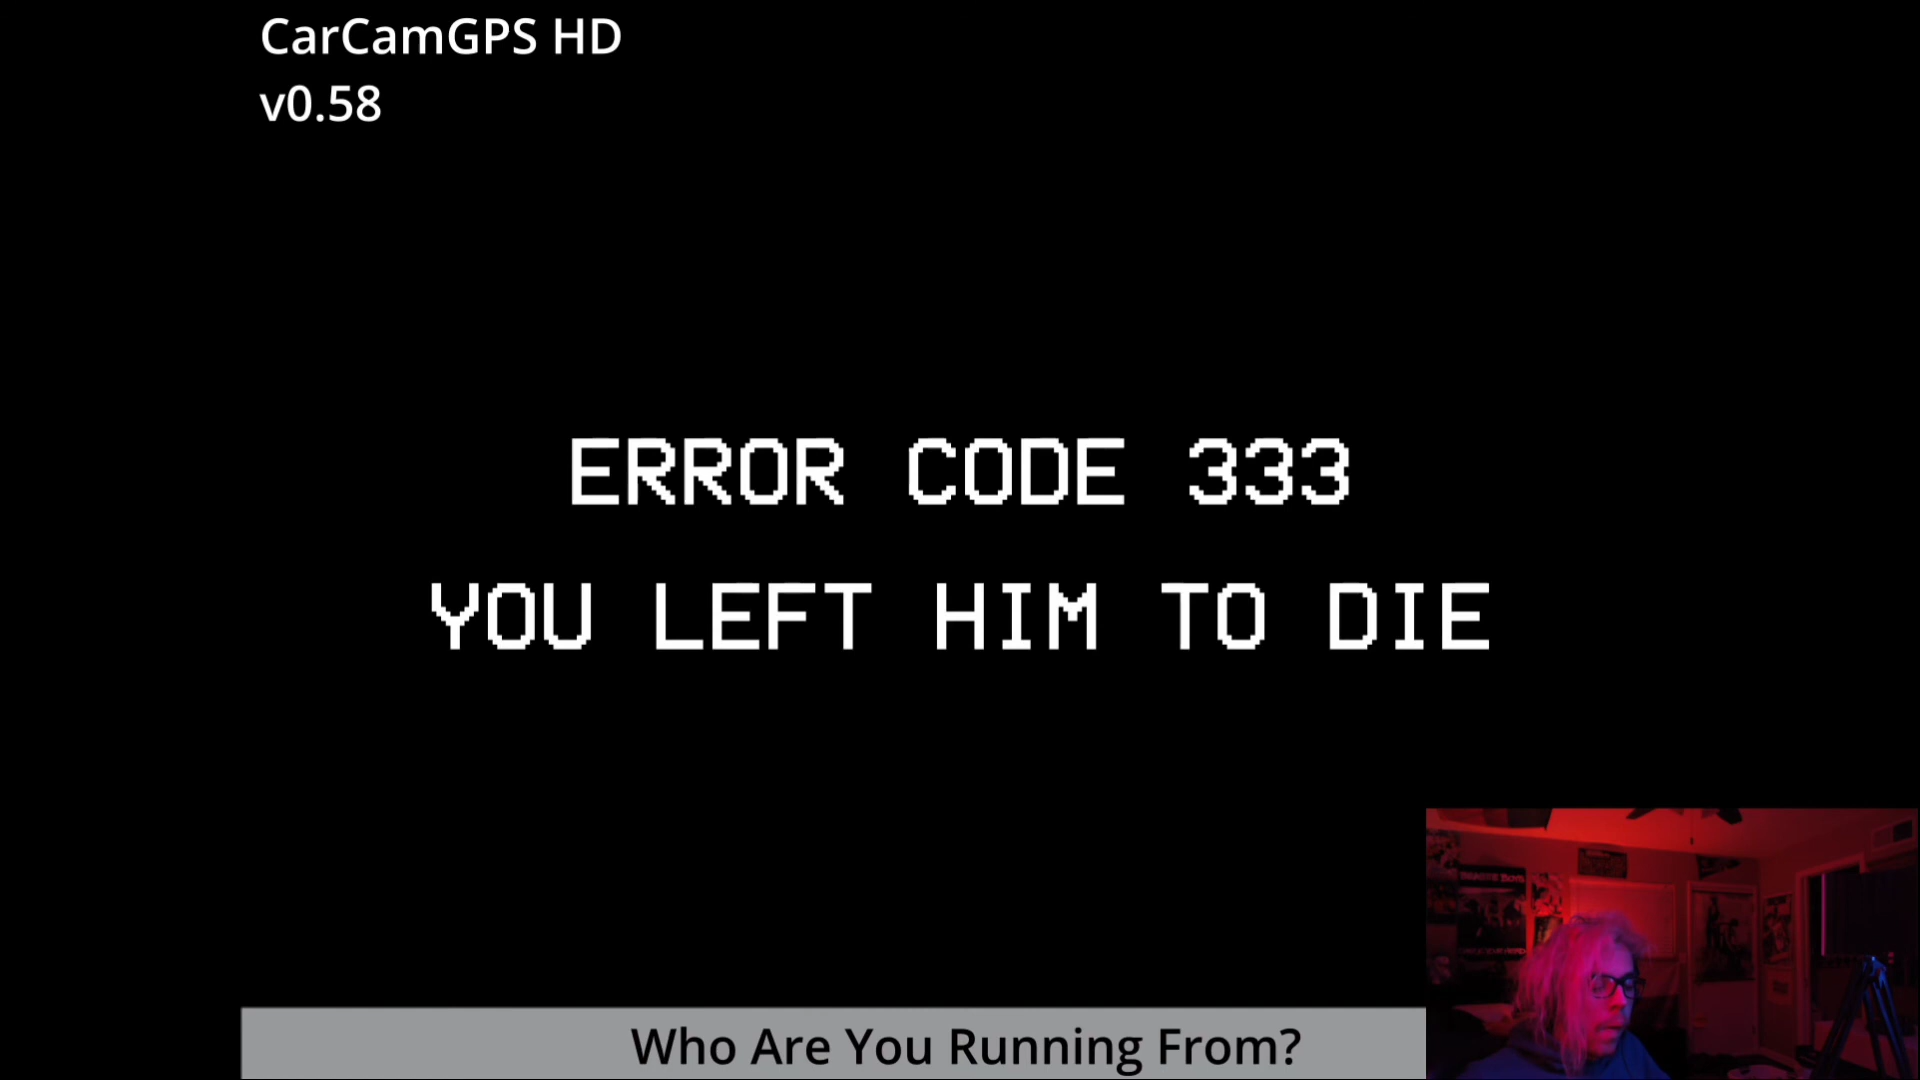 CarCamGPS HD
v0.58
ERROR CODE 333
YOU LEFT HIM TO DIE
Who Are You Running From?